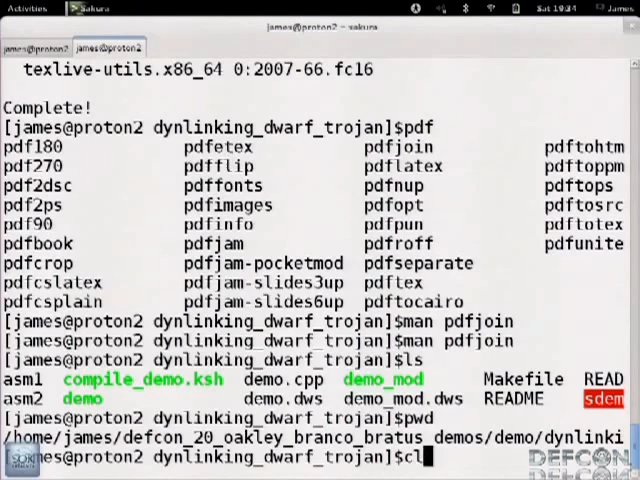 Activities Sakura Sat 19:34 James
james@proton2 - sakura
james@proton2 james@proton2
texlive-utils.x86_64 0:2007-66.fc16
Complete!
[james@proton2 dynlinking_dwarf_trojan]$pdf
pdf180 pdfetex pdfjoin pdftohtm
pdf270 pdfflip pdflatex pdftoppm
pdf2dsc pdffonts pdfnup pdftops
pdf2ps pdfimages pdfopt pdftosrc
pdf90 pdfinfo pdfpun pdftotex
pdfbook pdfjam pdfroff pdfunite
pdfcrop pdfjam-pocketmod pdfseparate
pdfcslatex pdfjam-slides3up pdftex
pdfcsplain pdfjam-slides6up pdftocairo
[james@proton2 dynlinking_dwarf_trojan]$man pdfjoin
[james@proton2 dynlinking_dwarf_trojan]$man pdfjoin
[james@proton2 dynlinking_dwarf_trojan]$ls
asm1 compile_demo.ksh demo.cpp demo_mod Makefile READ
asm2 demo demo.dws demo_mod.dws README sdem
[james@proton2 dynlinking_dwarf_trojan]$pwd
/home/james/defcon_20_oakley_branco_bratus_demos/demo/dynlinki
[james@proton2 dynlinking_dwarf_trojan]$cl
DEFCON